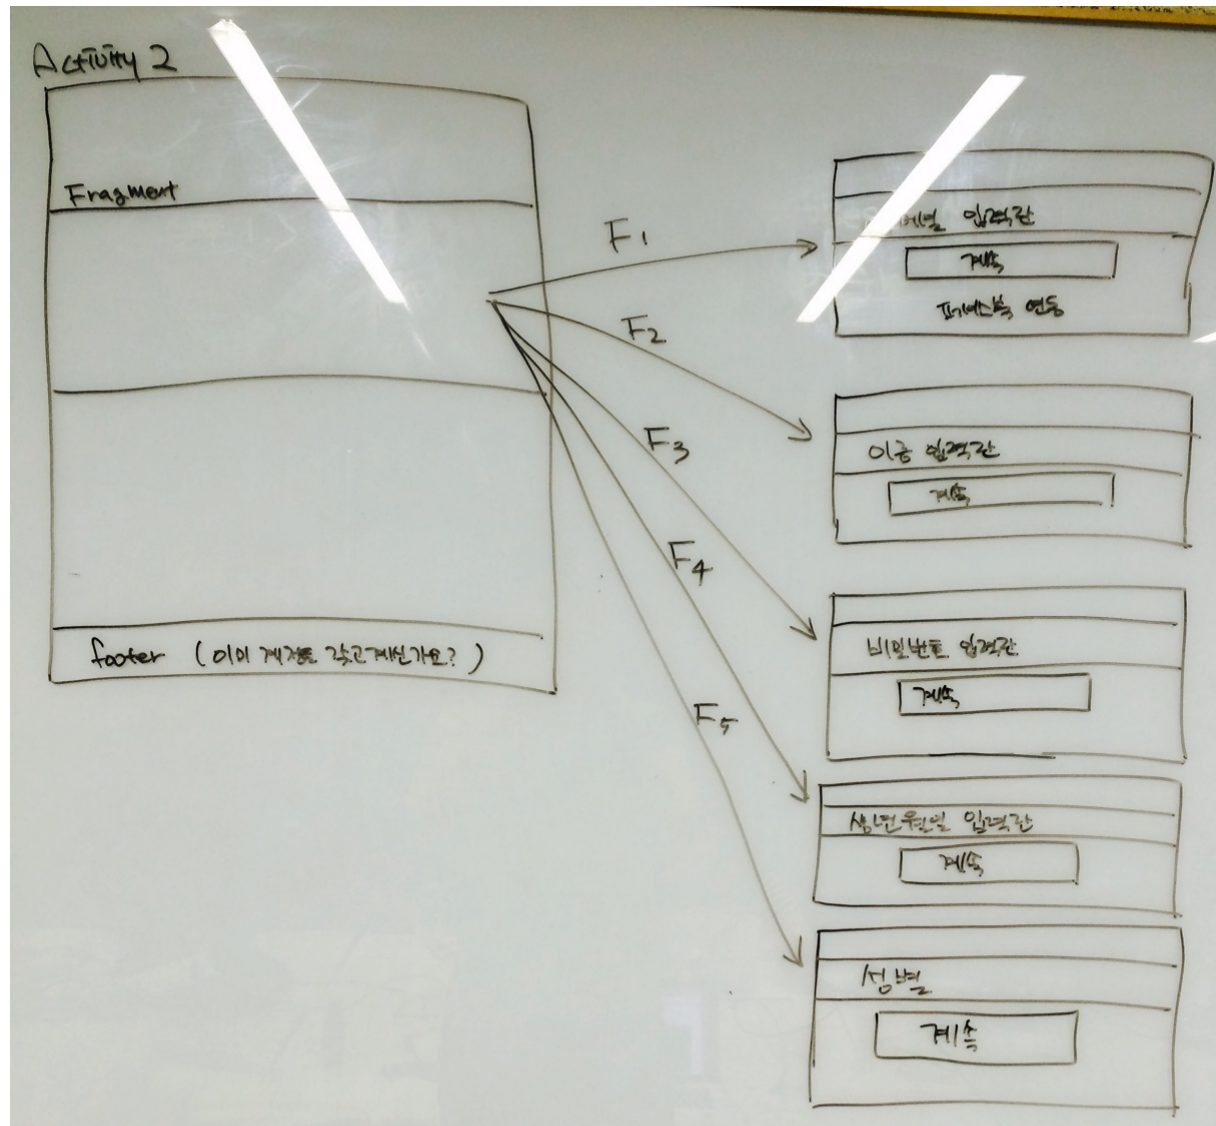 Activity 2
Fragment
footer (이미 계정을 갖고계신가요?)
F1
F2
F3
F4
F5
입력란
계속
페이스북 연동
이름 입력란
계속
비밀번호 입력란
계속
생년월일 입력란
계속
성별
계속